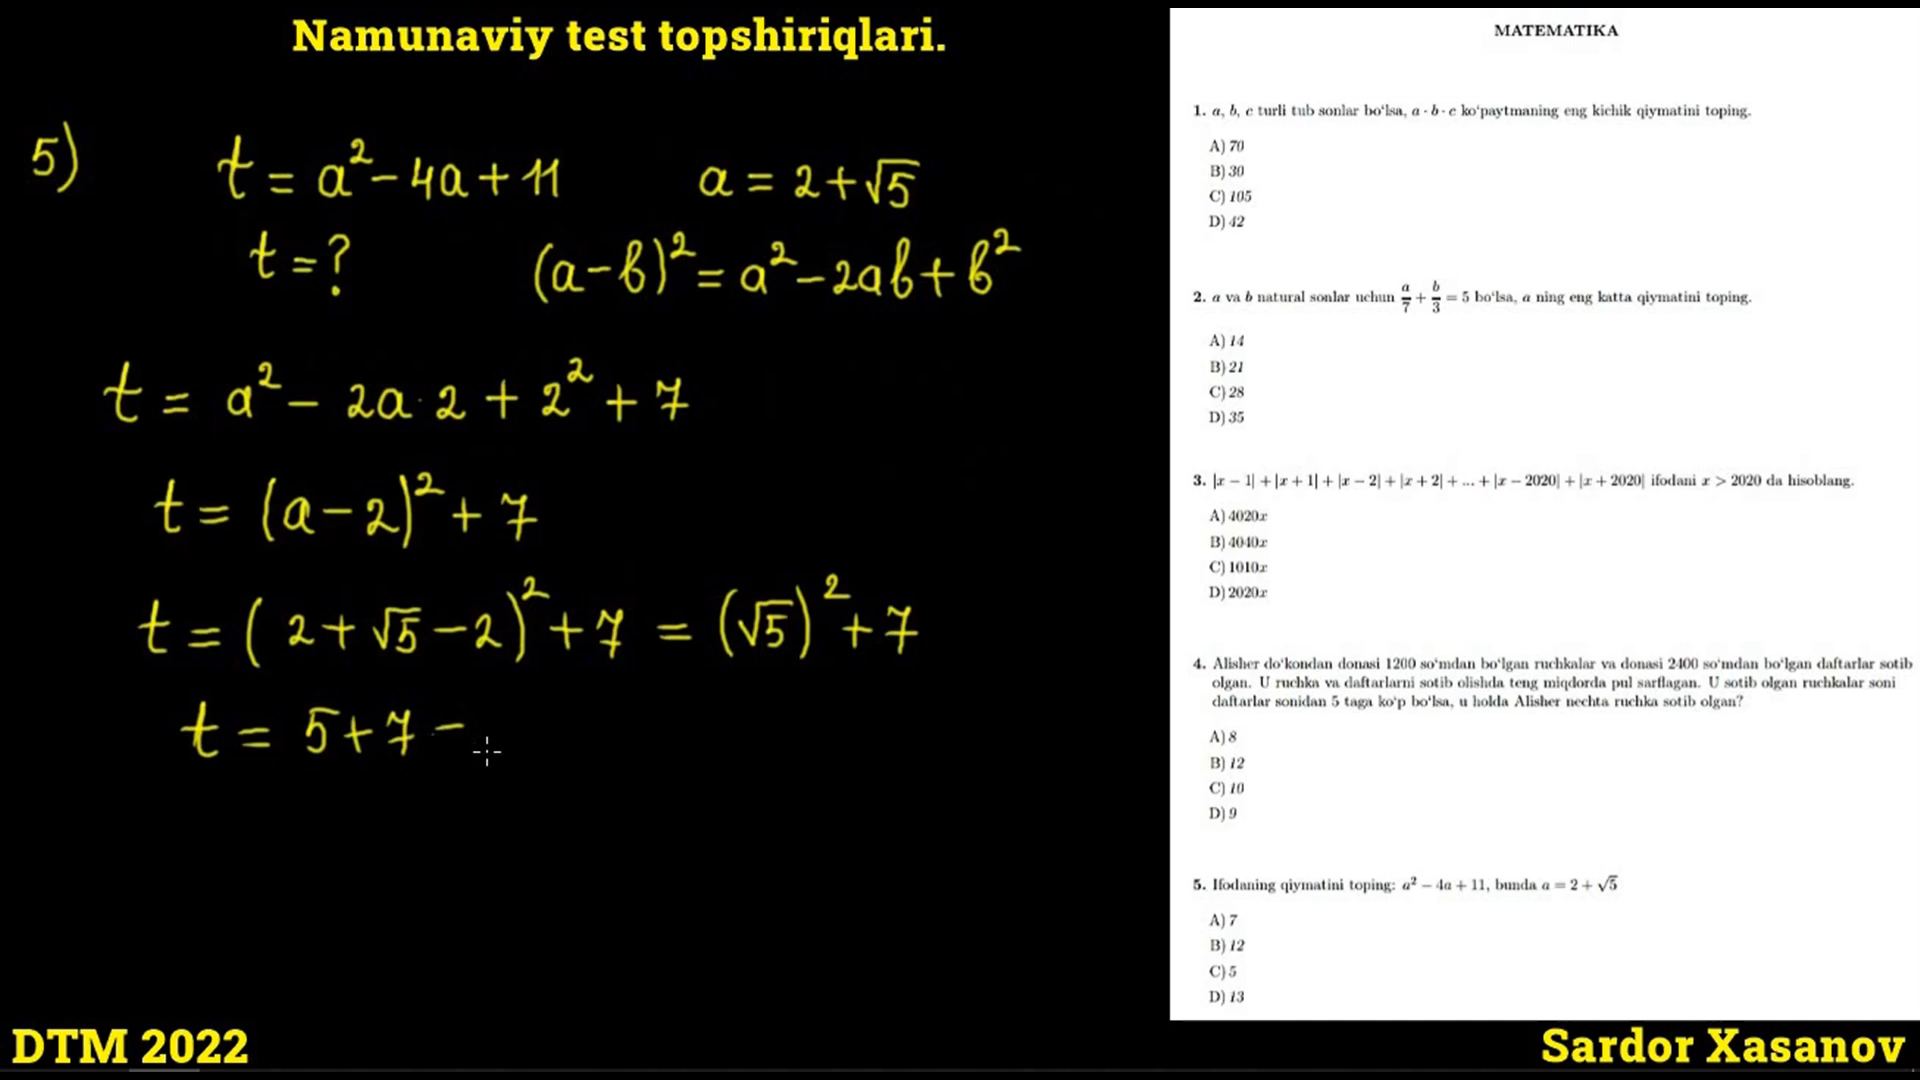 Namunaviy test topshiriqlari.
5)
t = a² - 4a + 11
a = 2 + √5
t = ?
(a - b)² = a² - 2ab + b²
t = a² - 2a · 2 + 2² + 7
t = (a - 2)² + 7
t = (2 + √5 - 2)² + 7 = (√5)² + 7
t = 5 + 7 -
MATEMATIKA
1. a, b, c turli tub sonlar bo‘lsa, a · b · c ko‘paytmaning eng kichik qiymatini toping.
A) 70
B) 30
C) 105
D) 42
2. a va b natural sonlar uchun a/7 + b/3 = 5 bo‘lsa, a ning eng katta qiymatini toping.
A) 14
B) 21
C) 28
D) 35
3. |x − 1| + |x + 1| + |x − 2| + |x + 2| + ... + |x − 2020| + |x + 2020| ifodani x > 2020 da hisoblang.
A) 4020x
B) 4040x
C) 1010x
D) 2020x
4. Alisher do‘kondan donasi 1200 so‘mdan bo‘lgan ruchkalar va donasi 2400 so‘mdan bo‘lgan daftarlar sotib
olgan. U ruchka va daftarlarni sotib olishda teng miqdorda pul sarflagan. U sotib olgan ruchkalar soni
daftarlar sonidan 5 taga ko‘p bo‘lsa, u holda Alisher nechta ruchka sotib olgan?
A) 8
B) 12
C) 10
D) 9
5. Ifodaning qiymatini toping: a² − 4a + 11, bunda a = 2 + √5
A) 7
B) 12
C) 5
D) 13
DTM 2022
Sardor Xasanov